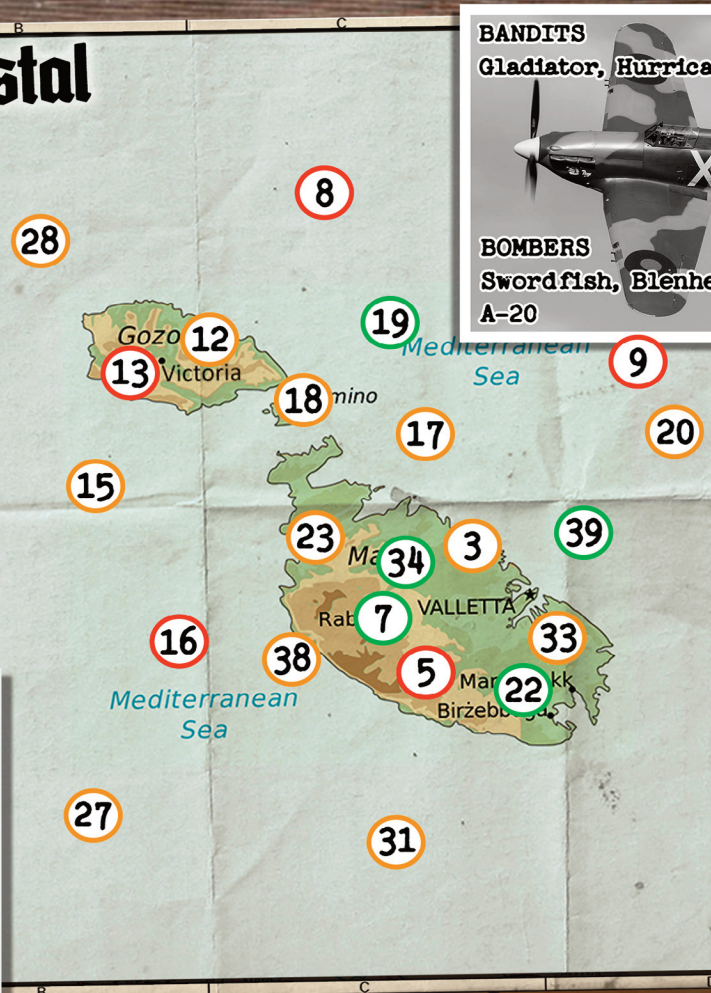 B
C
stal
BANDITS
Gladiator, Hurrica
BOMBERS
Swordfish, Blenhe
A-20
8
28
19
Gozo
12
Mediterranean
Sea
9
13
Victoria
18
mino
17
20
15
23
Ma
34
3
39
Rab
7
VALLETTA
16
38
33
5
Mar
22
kk
Birżebb
Mediterranean
Sea
27
31
B
C